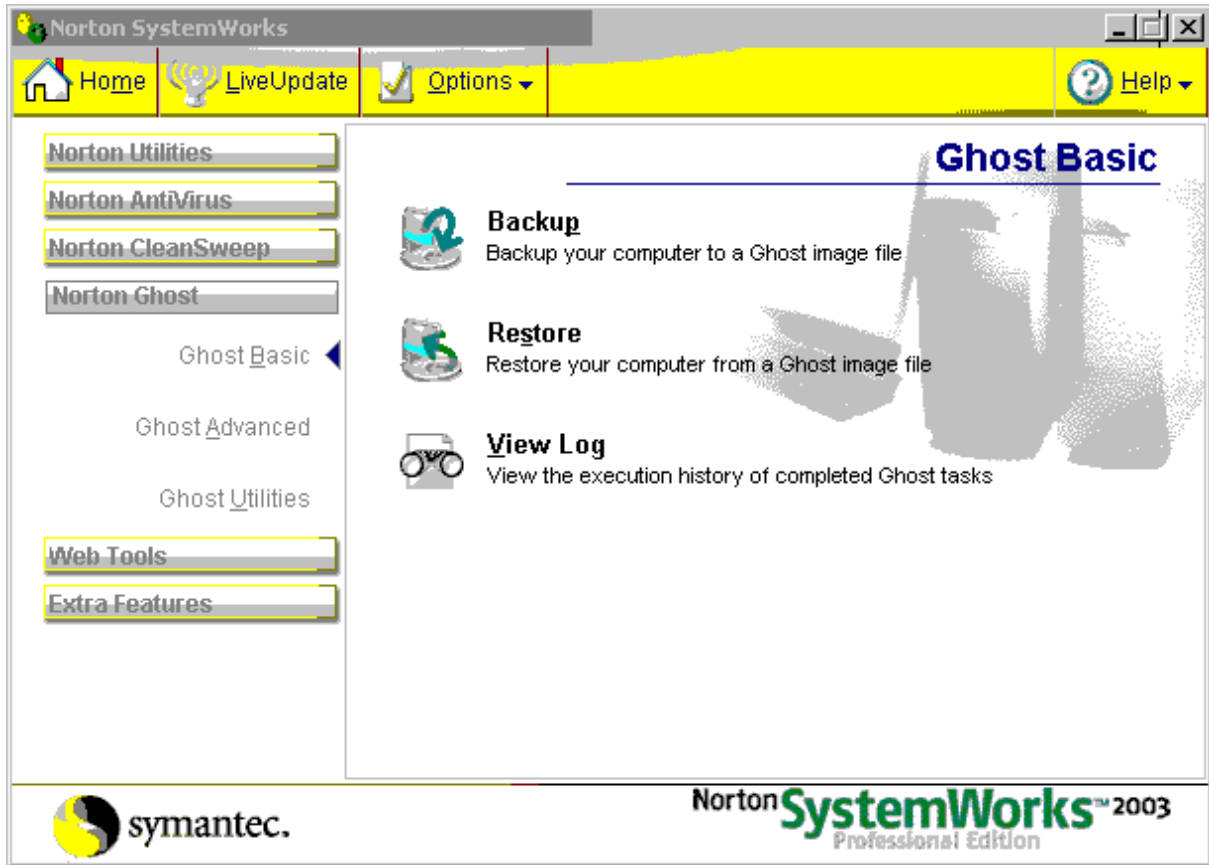 Norton SystemWorks
Home LiveUpdate Options Help
Norton Utilities
Norton AntiVirus
Norton CleanSweep
Norton Ghost
Ghost Basic
Ghost Advanced
Ghost Utilities
Web Tools
Extra Features
Ghost Basic
Backup
Backup your computer to a Ghost image file
Restore
Restore your computer from a Ghost image file
View Log
View the execution history of completed Ghost tasks
symantec.
Norton SystemWorks™ 2003
Professional Edition